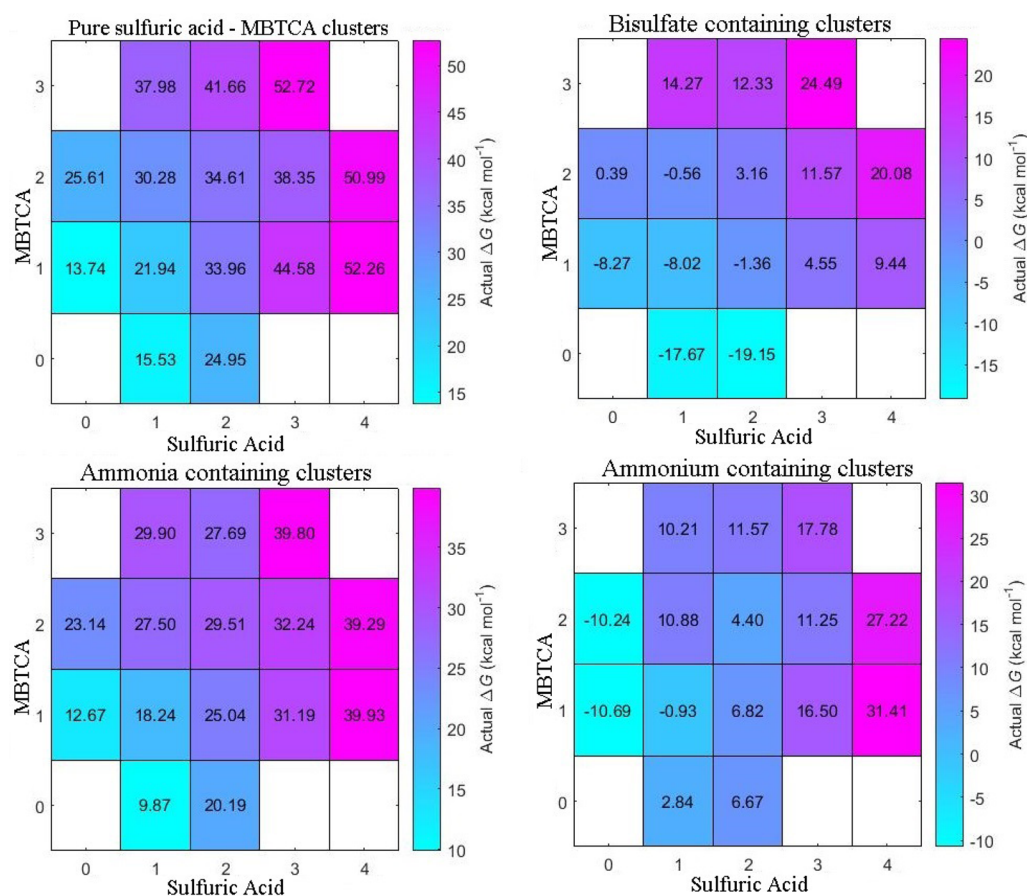 Pure sulfuric acid - MBTCA clusters
3 37.98 41.66 52.72
2 25.61 30.28 34.61 38.35 50.99
1 13.74 21.94 33.96 44.58 52.26
0 15.53 24.95
0 1 2 3 4
Sulfuric Acid
MBTCA
50
45
40
35
30
25
20
15
Actual ΔG (kcal mol⁻¹)
Bisulfate containing clusters
3 14.27 12.33 24.49
2 0.39 -0.56 3.16 11.57 20.08
1 -8.27 -8.02 -1.36 4.55 9.44
0 -17.67 -19.15
0 1 2 3 4
Sulfuric Acid
MBTCA
20
15
10
5
0
-5
-10
-15
Actual ΔG (kcal mol⁻¹)
Ammonia containing clusters
3 29.90 27.69 39.80
2 23.14 27.50 29.51 32.24 39.29
1 12.67 18.24 25.04 31.19 39.93
0 9.87 20.19
0 1 2 3 4
Sulfuric Acid
MBTCA
35
30
25
20
15
10
Actual ΔG (kcal mol⁻¹)
Ammonium containing clusters
3 10.21 11.57 17.78
2 -10.24 10.88 4.40 11.25 27.22
1 -10.69 -0.93 6.82 16.50 31.41
0 2.84 6.67
0 1 2 3 4
Sulfuric Acid
MBTCA
30
25
20
15
10
5
0
-5
-10
Actual ΔG (kcal mol⁻¹)